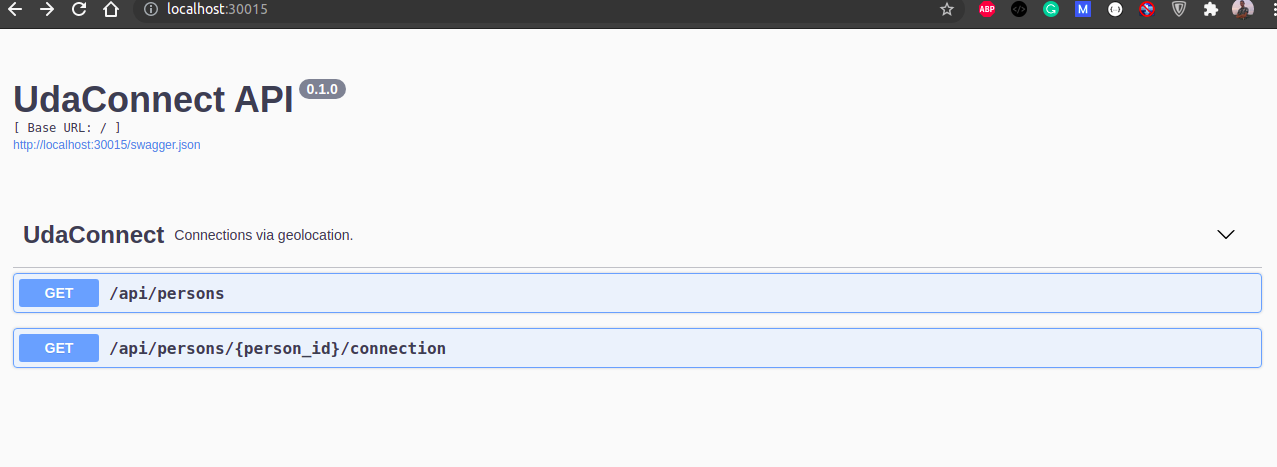 localhost:30015
ABP
</>
G
M
UdaConnect API 0.1.0
[ Base URL: / ]
http://localhost:30015/swagger.json
UdaConnect Connections via geolocation.
GET /api/persons
GET /api/persons/{person_id}/connection